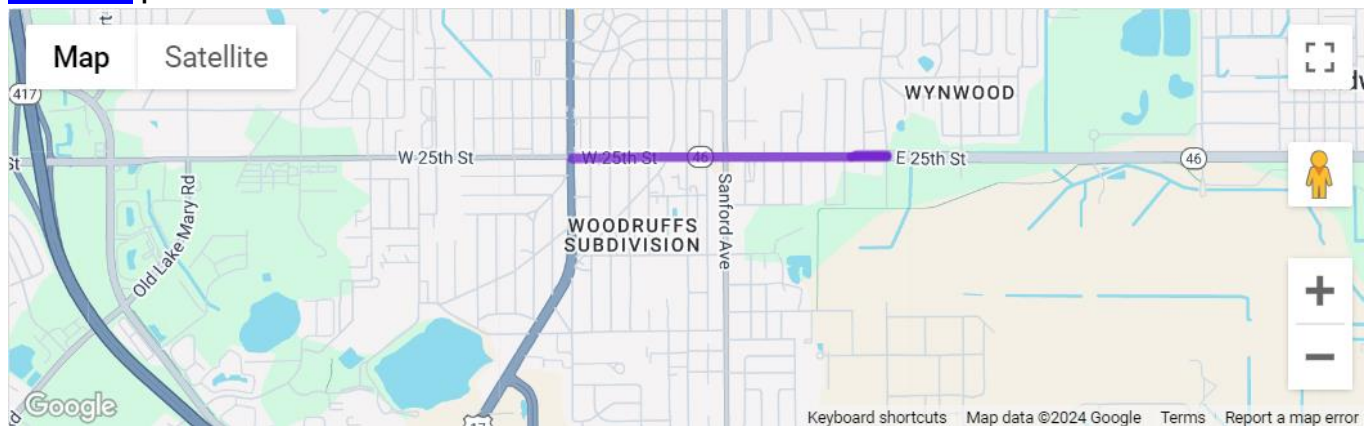 Map
Satellite
417
WYNWOOD
St
W 25th St
W 25th St
46
E 25th St
46
Old Lake Mary Rd
Sanford Ave
WOODRUFFS
SUBDIVISION
17
Google
Keyboard shortcuts
Map data ©2024 Google
Terms
Report a map error